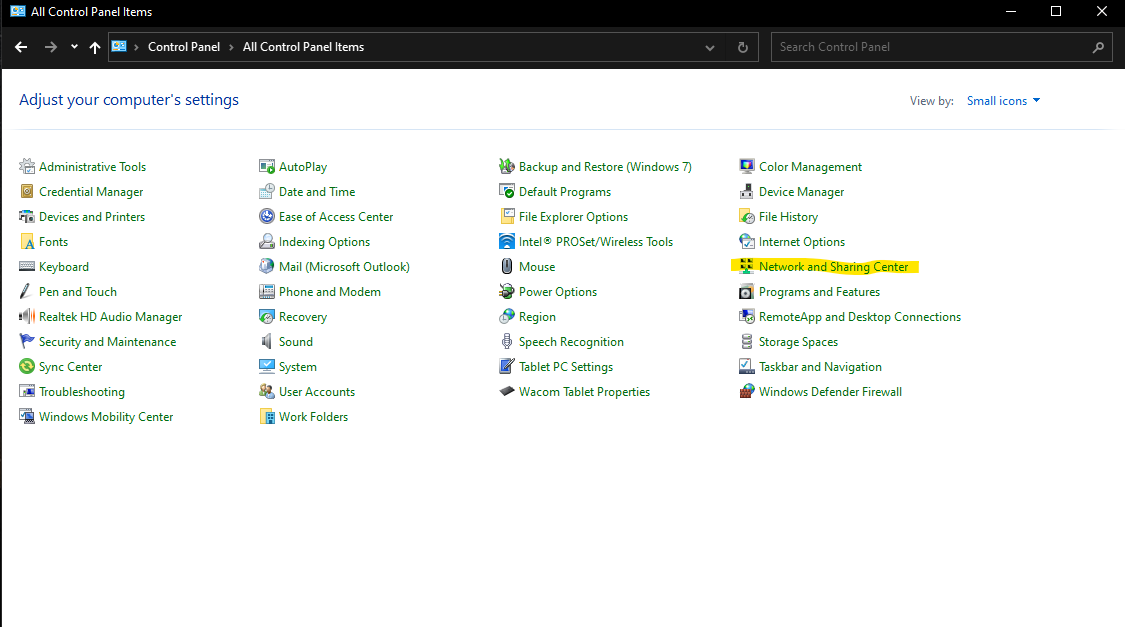 All Control Panel Items
Control Panel > All Control Panel Items
Search Control Panel
Adjust your computer's settings
View by: Small icons
Administrative Tools
AutoPlay
Backup and Restore (Windows 7)
Color Management
Credential Manager
Date and Time
Default Programs
Device Manager
Devices and Printers
Ease of Access Center
File Explorer Options
File History
Fonts
Indexing Options
Intel® PROSet/Wireless Tools
Internet Options
Keyboard
Mail (Microsoft Outlook)
Mouse
Network and Sharing Center
Pen and Touch
Phone and Modem
Power Options
Programs and Features
Realtek HD Audio Manager
Recovery
Region
RemoteApp and Desktop Connections
Security and Maintenance
Sound
Speech Recognition
Storage Spaces
Sync Center
System
Tablet PC Settings
Taskbar and Navigation
Troubleshooting
User Accounts
Wacom Tablet Properties
Windows Defender Firewall
Windows Mobility Center
Work Folders